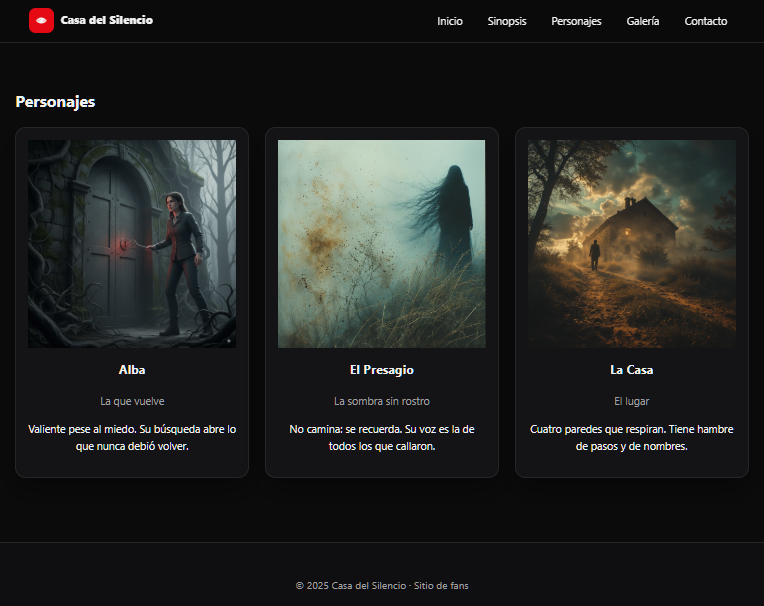 Casa del Silencio
Inicio
Sinopsis
Personajes
Galería
Contacto
Personajes
Alba
La que vuelve
Valiente pese al miedo. Su búsqueda abre lo
que nunca debió volver.
El Presagio
La sombra sin rostro
No camina: se recuerda. Su voz es la de
todos los que callaron.
La Casa
El lugar
Cuatro paredes que respiran. Tiene hambre
de pasos y de nombres.
© 2025 Casa del Silencio · Sitio de fans